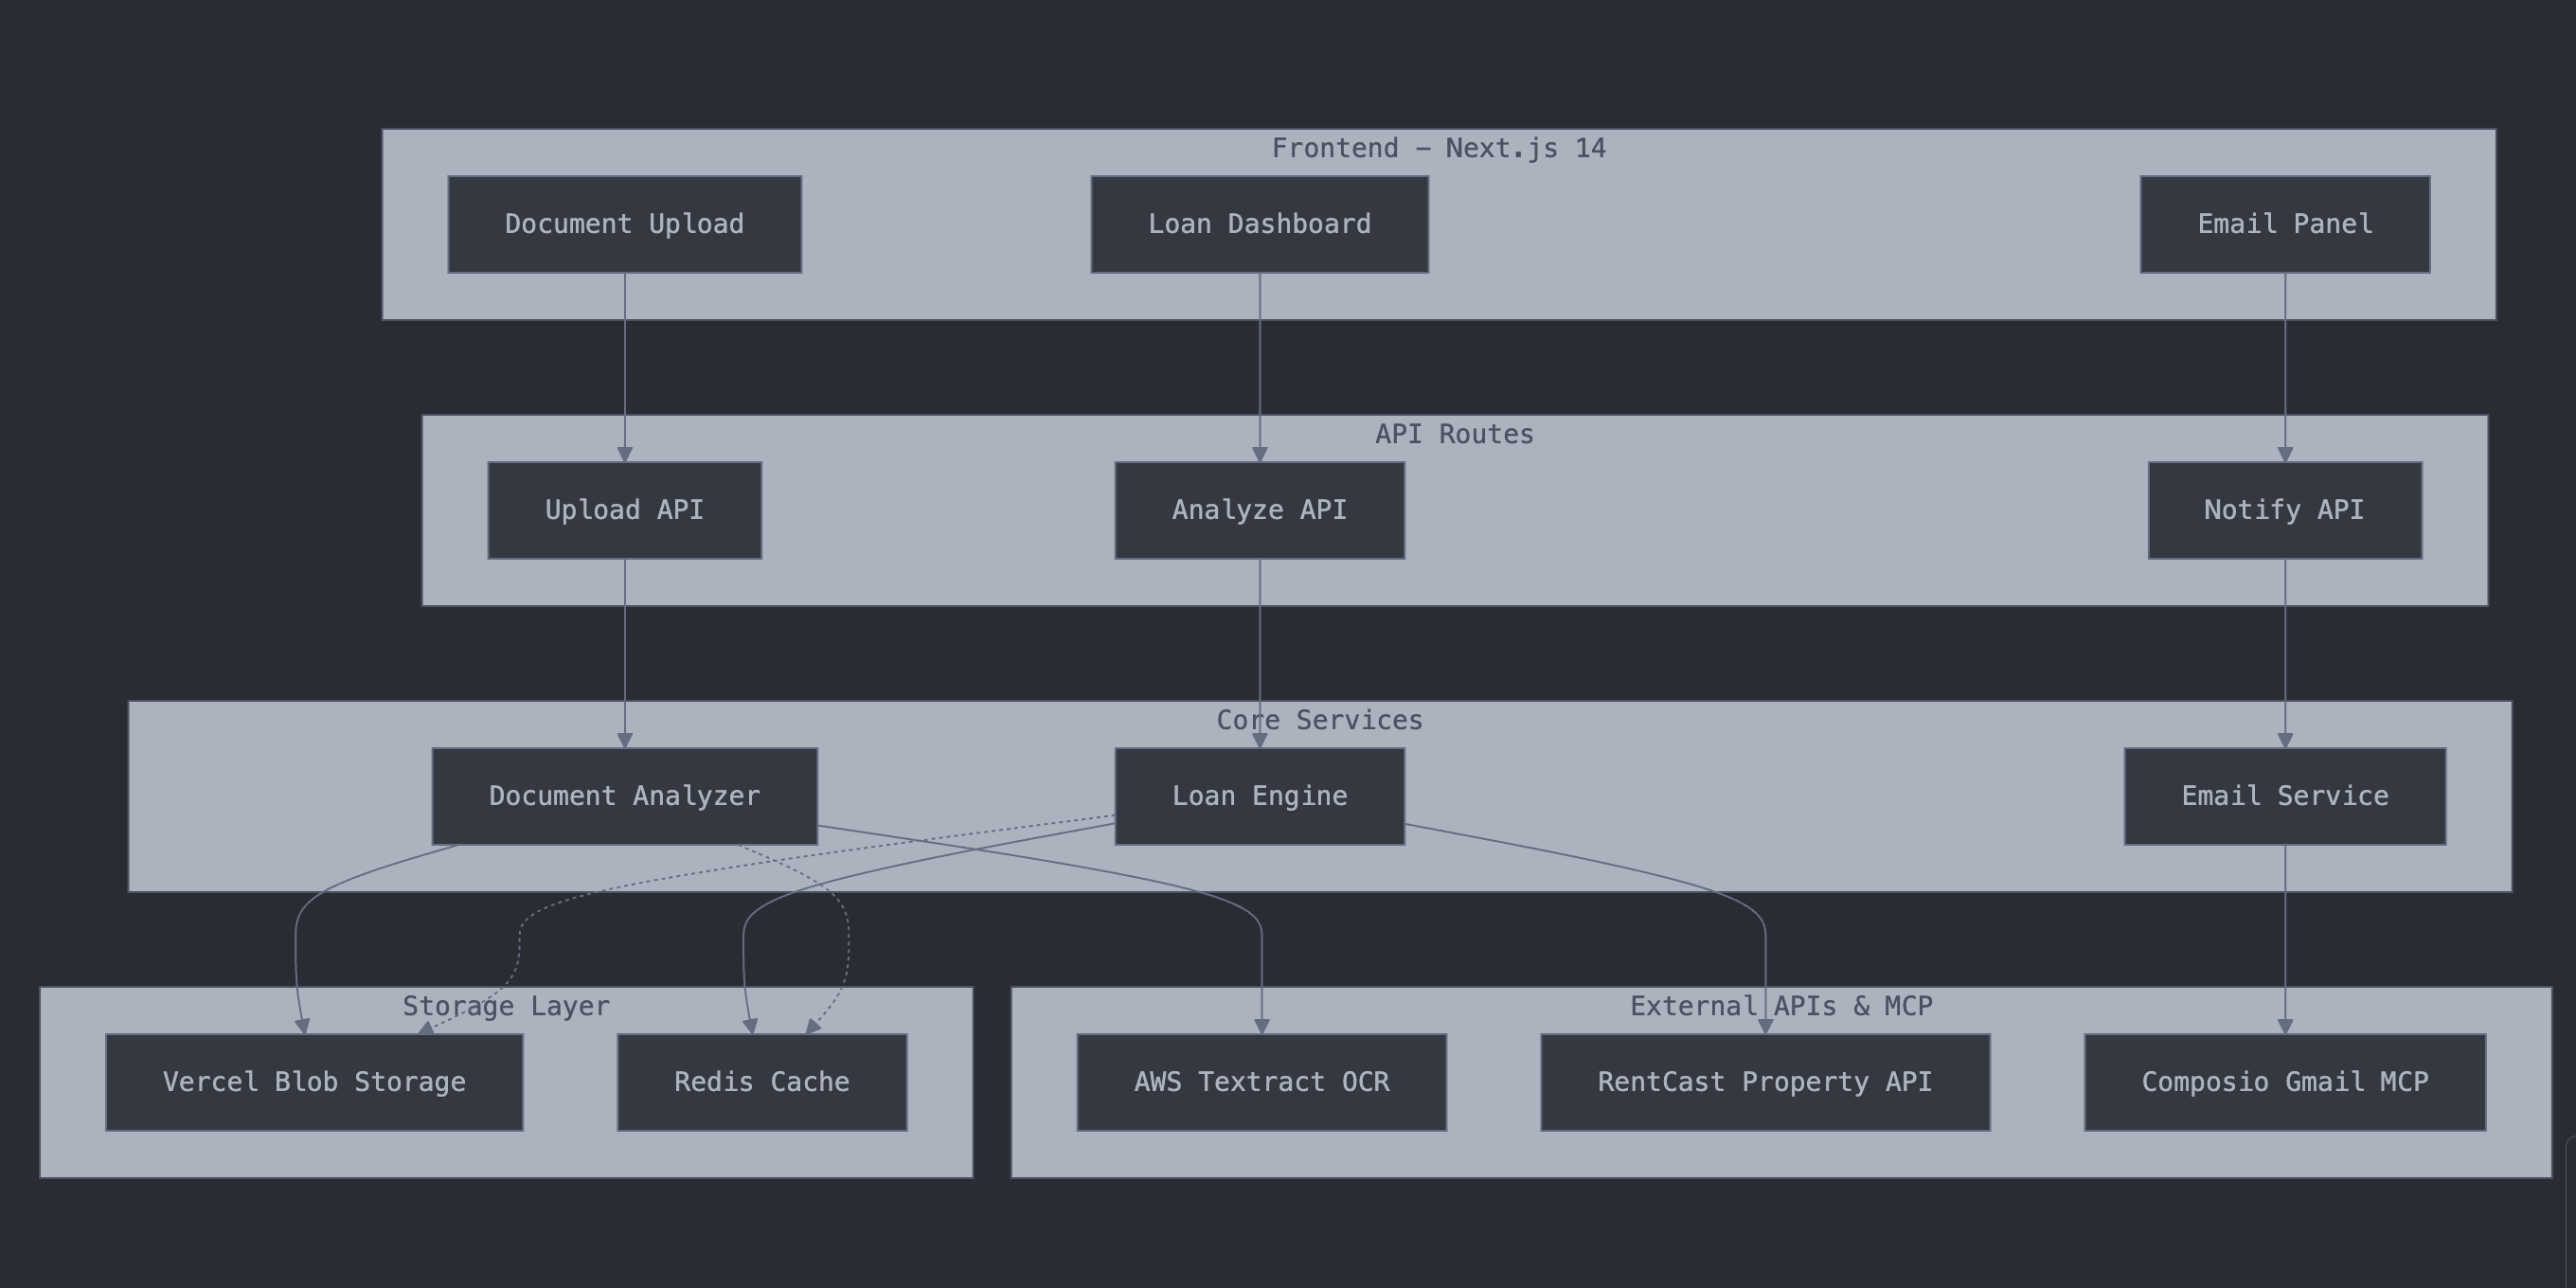 Frontend — Next.js 14
Document Upload
Loan Dashboard
Email Panel
API Routes
Upload API
Analyze API
Notify API
Core Services
Document Analyzer
Loan Engine
Email Service
Storage Layer
External APIs & MCP
Vercel Blob Storage
Redis Cache
AWS Textract OCR
RentCast Property API
Composio Gmail MCP